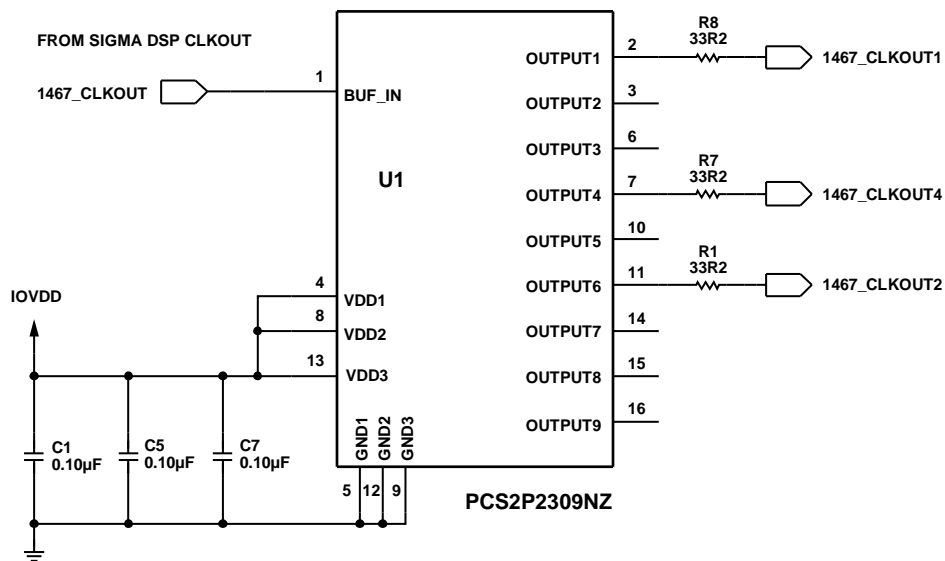 FROM SIGMA DSP CLKOUT
1467_CLKOUT
1
BUF_IN
U1
OUTPUT1
2
R8
33R2
1467_CLKOUT1
OUTPUT2
3
OUTPUT3
6
OUTPUT4
7
R7
33R2
1467_CLKOUT4
OUTPUT5
10
OUTPUT6
11
R1
33R2
1467_CLKOUT2
OUTPUT7
14
OUTPUT8
15
OUTPUT9
16
IOVDD
4
VDD1
8
VDD2
13
VDD3
C1
0.10µF
C5
0.10µF
C7
0.10µF
GND1
GND2
GND3
5
12
9
PCS2P2309NZ